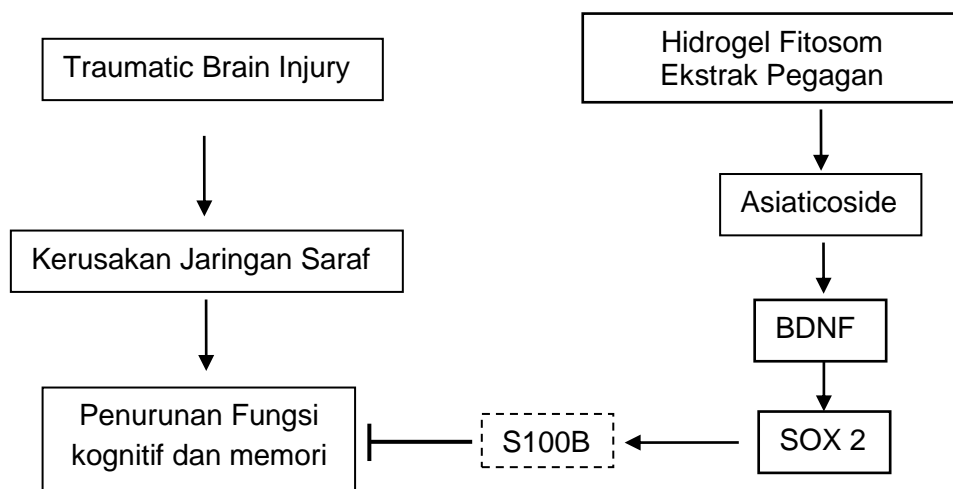 Traumatic Brain Injury
Hidrogel Fitosom
Ekstrak Pegagan
Asiaticoside
Kerusakan Jaringan Saraf
BDNF
Penurunan Fungsi
kognitif dan memori
S100B
SOX 2